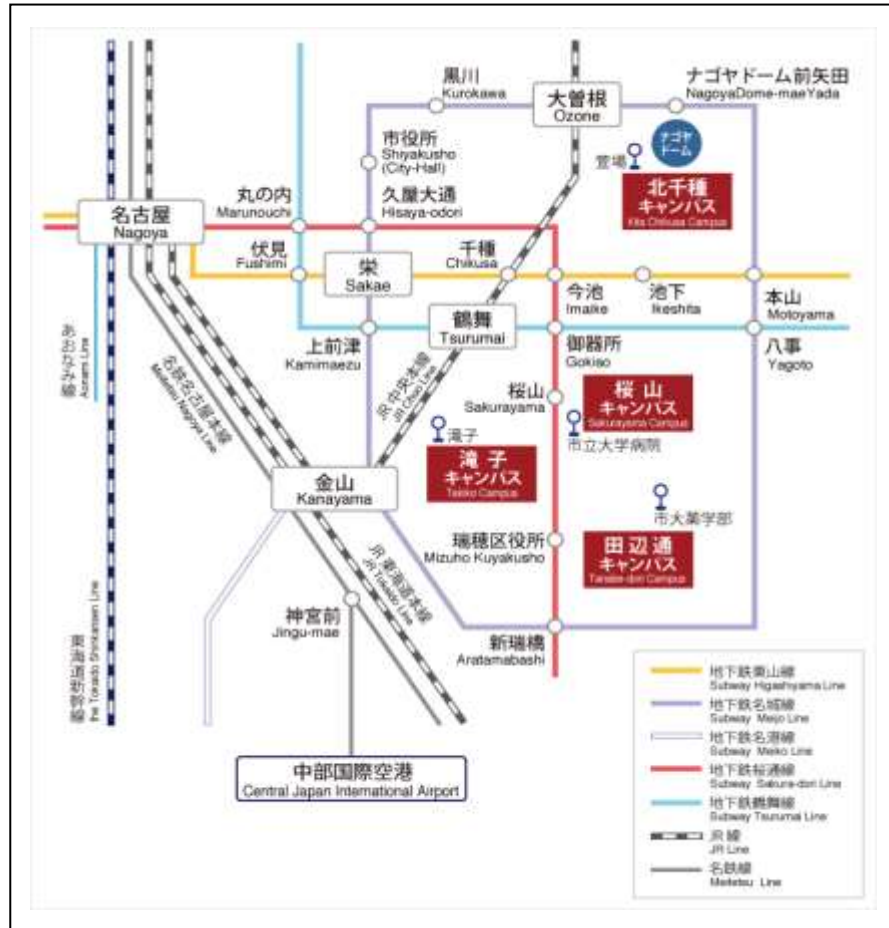 黒川
Kurokawa
大曽根
Ozone
ナゴヤドーム前矢田
NagoyaDome-maeYada
市役所
Shiyakusho
(City-Hall)
ナゴヤ
ドーム
萱場
北千種
キャンパス
Kita Chikusa Campus
丸の内
Marunouchi
久屋大通
Hisaya-odori
名古屋
Nagoya
伏見
Fushimi
栄
Sakae
千種
Chikusa
今池
Imaike
池下
Ikeshita
本山
Motoyama
鶴舞
Tsurumai
上前津
Kamimaezu
御器所
Gokiso
八事
Yagoto
あおなみ線
Aonami Line
名鉄名古屋本線
Meitetsu Nagoya Line
JR中央本線
JR Chuo Line
桜山
Sakurayama
桜山
キャンパス
Sakurayama Campus
滝子
市立大学病院
滝子
キャンパス
Takiko Campus
金山
Kanayama
市大薬学部
瑞穂区役所
Mizuho Kuyakusho
田辺通
キャンパス
Tanabe-dori Campus
JR東海道本線
JR Tokaido Line
神宮前
Jingu-mae
新瑞橋
Aratamabashi
東海道新幹線
the Tokaido Shinkansen Line
中部国際空港
Central Japan International Airport
地下鉄東山線
Subway Higashiyama Line
地下鉄名城線
Subway Meijo Line
地下鉄名港線
Subway Meiko Line
地下鉄桜通線
Subway Sakura-dori Line
地下鉄鶴舞線
Subway Tsurumai Line
JR線
JR Line
名鉄線
Meitetsu Line